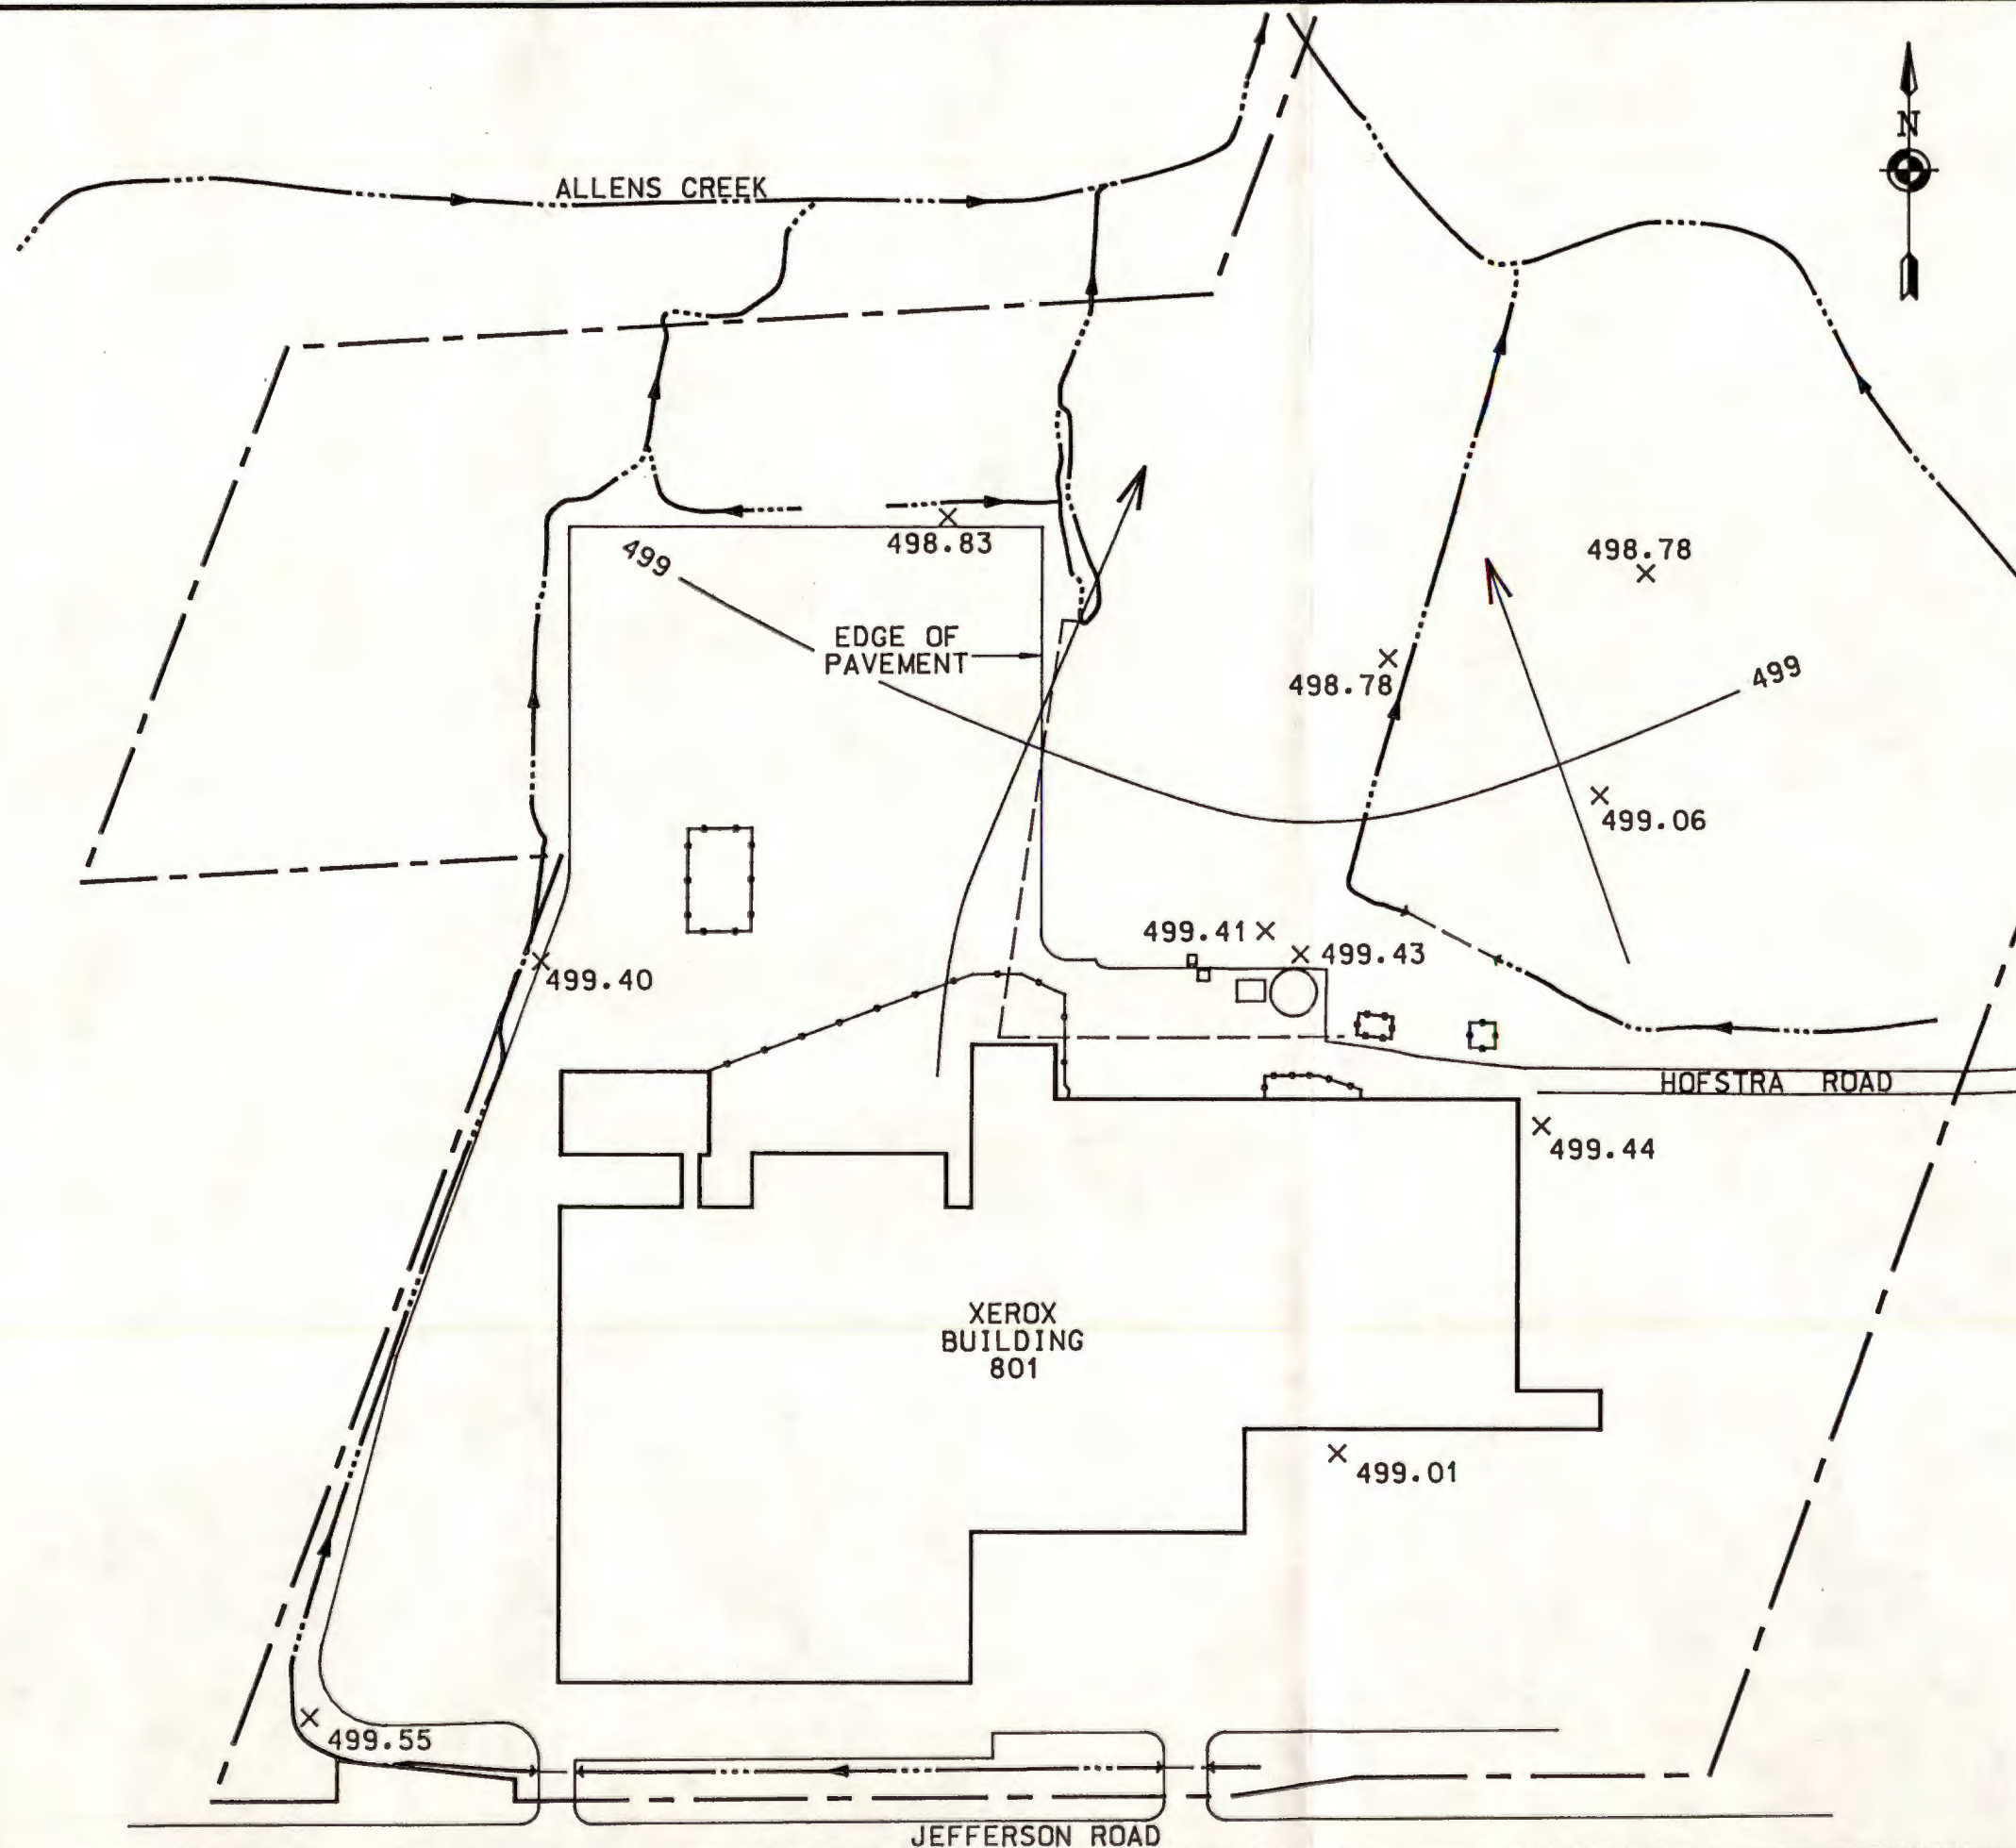 N
ALLENS CREEK
498.83
499
498.78
EDGE OF
PAVEMENT
498.78
499
499.06
499.41
499.43
499.40
HOFSTRA ROAD
499.44
XEROX
BUILDING
801
499.01
499.55
JEFFERSON ROAD